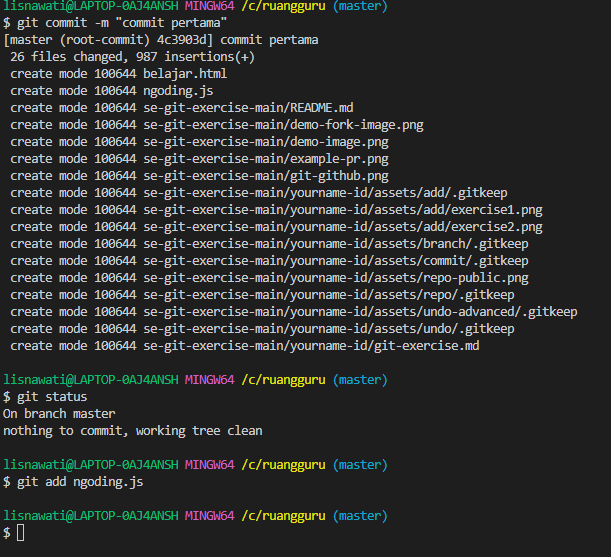 lisnawati@LAPTOP-0AJ4ANSH MINGW64 /c/ruangguru (master)
$ git commit -m "commit pertama"
[master (root-commit) 4c3903d] commit pertama
 26 files changed, 987 insertions(+)
 create mode 100644 belajar.html
 create mode 100644 ngoding.js
 create mode 100644 se-git-exercise-main/README.md
 create mode 100644 se-git-exercise-main/demo-fork-image.png
 create mode 100644 se-git-exercise-main/demo-image.png
 create mode 100644 se-git-exercise-main/example-pr.png
 create mode 100644 se-git-exercise-main/git-github.png
 create mode 100644 se-git-exercise-main/yourname-id/assets/add/.gitkeep
 create mode 100644 se-git-exercise-main/yourname-id/assets/add/exercise1.png
 create mode 100644 se-git-exercise-main/yourname-id/assets/add/exercise2.png
 create mode 100644 se-git-exercise-main/yourname-id/assets/branch/.gitkeep
 create mode 100644 se-git-exercise-main/yourname-id/assets/commit/.gitkeep
 create mode 100644 se-git-exercise-main/yourname-id/assets/repo-public.png
 create mode 100644 se-git-exercise-main/yourname-id/assets/repo/.gitkeep
 create mode 100644 se-git-exercise-main/yourname-id/assets/undo-advanced/.gitkeep
 create mode 100644 se-git-exercise-main/yourname-id/assets/undo/.gitkeep
 create mode 100644 se-git-exercise-main/yourname-id/git-exercise.md
lisnawati@LAPTOP-0AJ4ANSH MINGW64 /c/ruangguru (master)
$ git status
On branch master
nothing to commit, working tree clean
lisnawati@LAPTOP-0AJ4ANSH MINGW64 /c/ruangguru (master)
$ git add ngoding.js
lisnawati@LAPTOP-0AJ4ANSH MINGW64 /c/ruangguru (master)
$